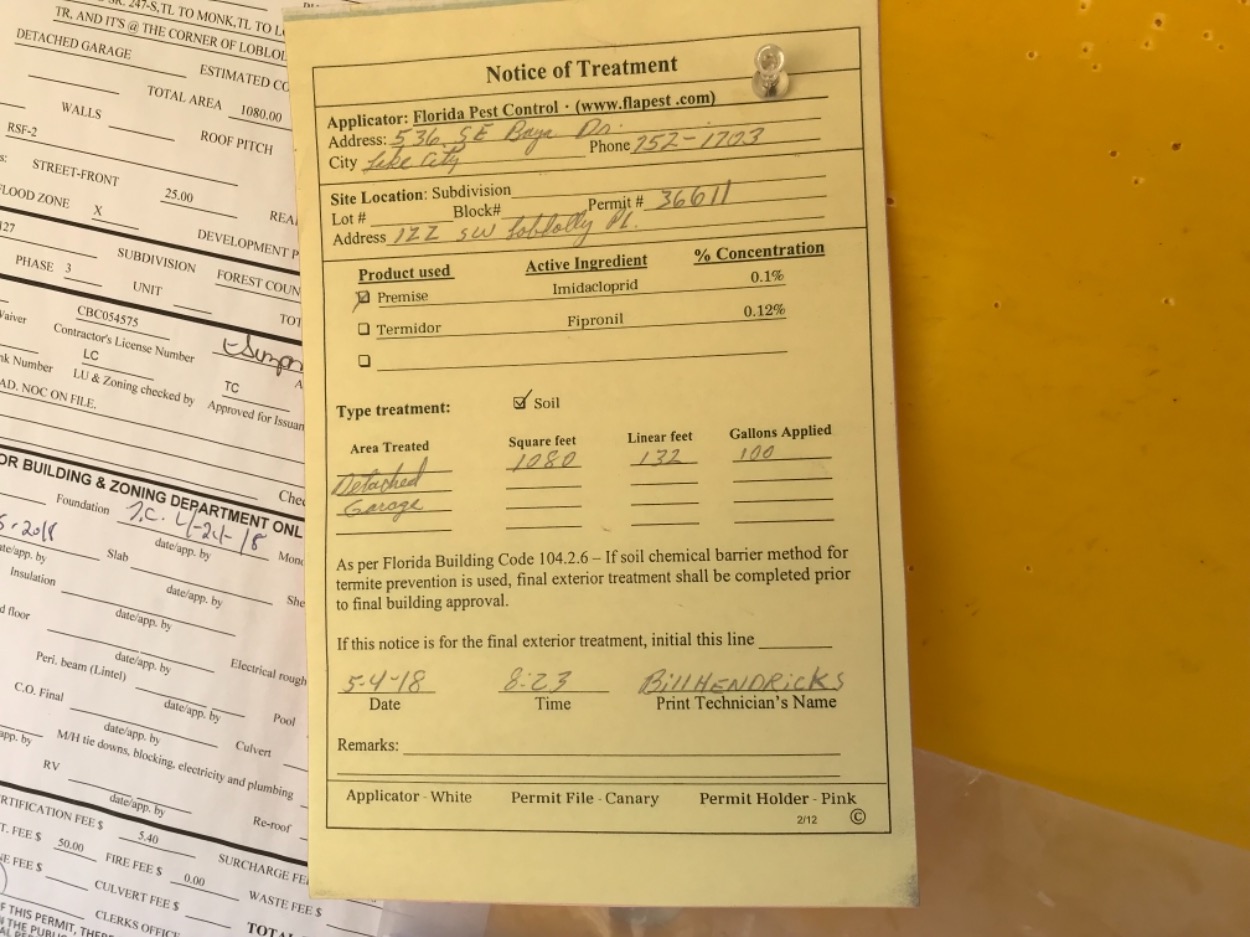 SR. 247-S,TL TO MONK,TL TO
TR, AND IT'S @ THE CORNER OF
DETACHED GARAGE
ESTIMATED
TOTAL AREA 1080.00
WALLS
ROOF PITCH
RSF-2
STREET-FRONT 25.00
FLOOD ZONE X
DEVELOPMENT
SUBDIVISION FOREST
PHASE 3
UNIT
CBC054575
Contractor's License Number
LC
LU & Zoning checked by
TC
Approved for
NOC ON FILE.
BUILDING & ZONING DEPARTMENT
Foundation T.C. 4-24-18
date/app. by
Slab
date/app. by
Insulation
date/app. by
floor
date/app. by
Electrical rough
Peri. beam (Lintel)
date/app. by
C.O. Final
date/app. by
Pool
Culvert
M/H tie downs, blocking, electricity and plumbing
RV
date/app. by
Re-roof
CERTIFICATION FEE $ 5.40
SURCHARGE
FEE $ 50.00
FIRE FEE $ 0.00
WASTE FEE $
CULVERT FEE $
CLERKS
THIS PERMIT,
Notice of Treatment
Applicator: Florida Pest Control · (www.flapest .com)
Address: 536 SE Baya Dr.
City Lake City Phone 752-1703
Site Location: Subdivision
Lot # Block# Permit # 36611
Address 122 SW Loblolly Pl.
Product used Active Ingredient % Concentration
☑ Premise Imidacloprid 0.1%
☐ Termidor Fipronil 0.12%
☐
Type treatment: ☑ Soil
Area Treated Square feet Linear feet Gallons Applied
Detached 1080 132 100
Garage
As per Florida Building Code 104.2.6 – If soil chemical barrier method for
termite prevention is used, final exterior treatment shall be completed prior
to final building approval.
If this notice is for the final exterior treatment, initial this line
5-4-18 8:23 Bill HENDRICKS
Date Time Print Technician's Name
Remarks:
Applicator - White Permit File - Canary Permit Holder - Pink
2/12 ©